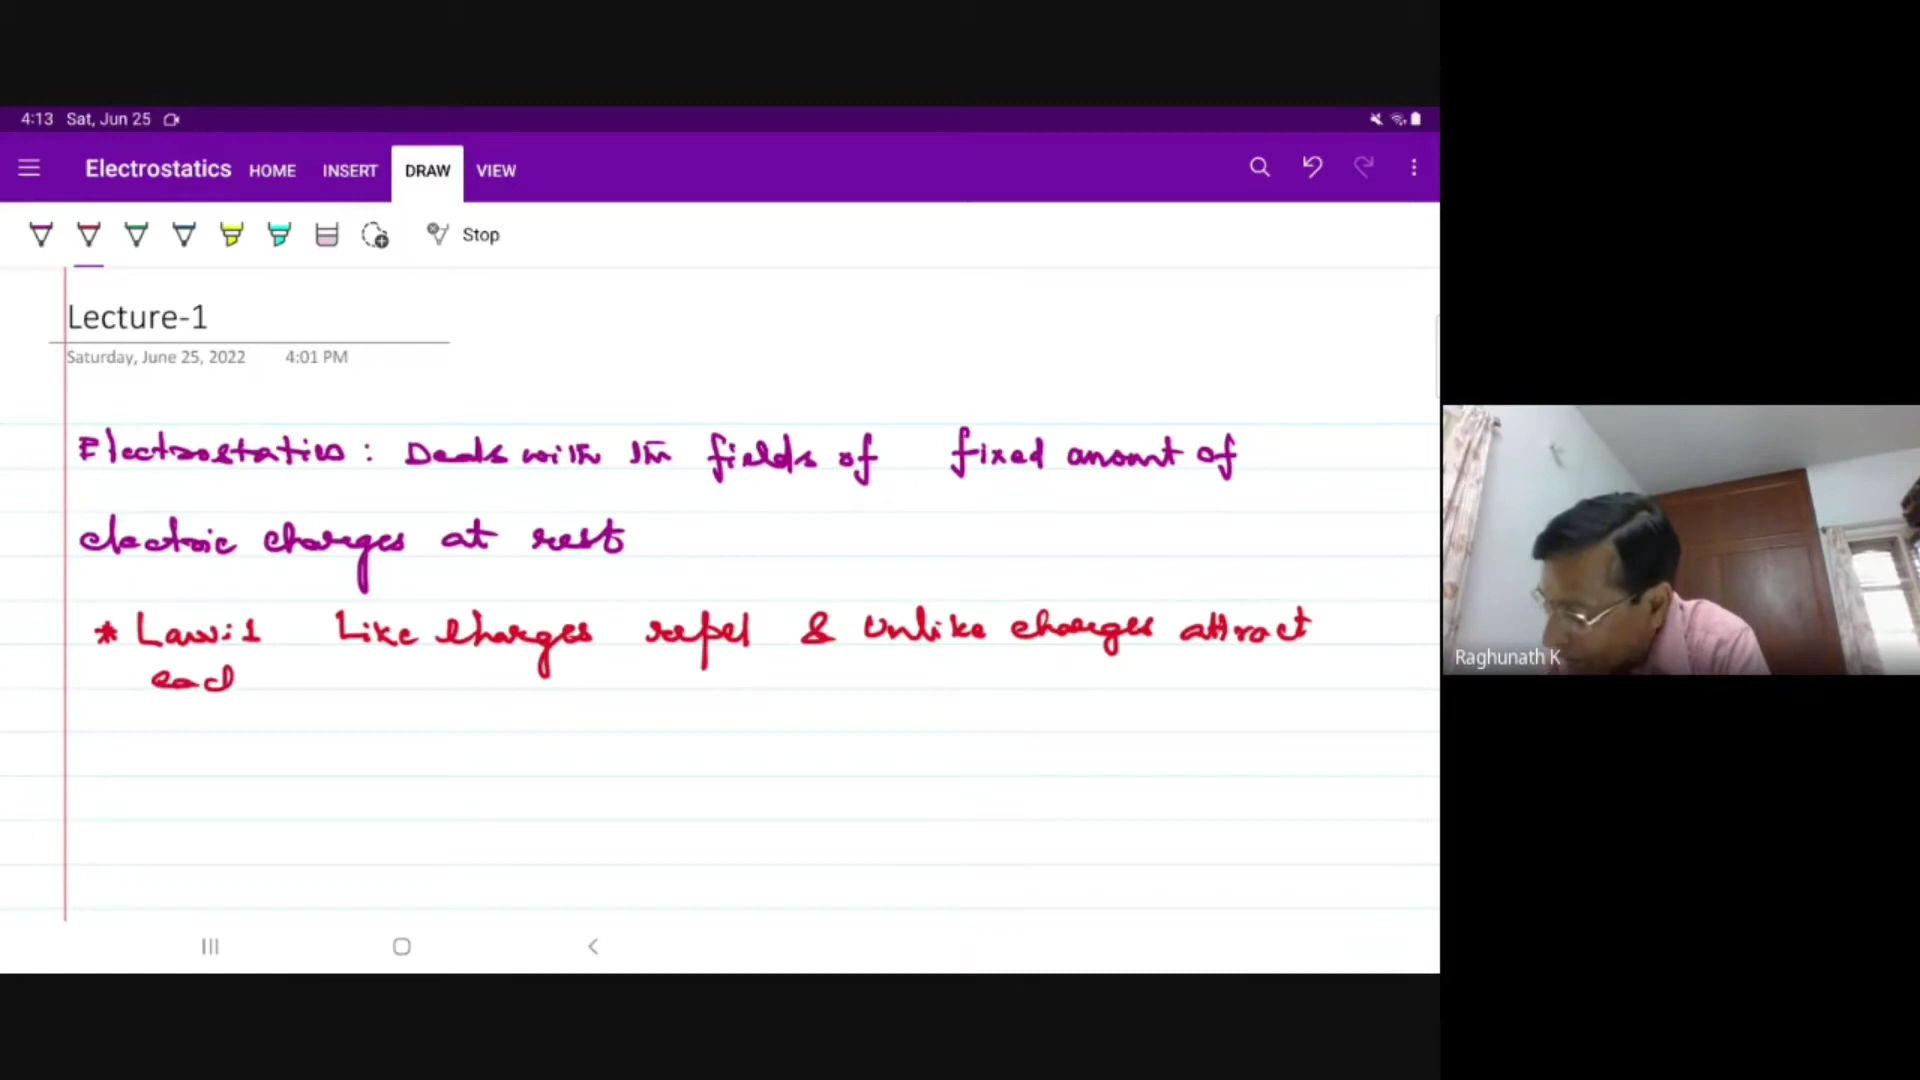 4:13 Sat, Jun 25
Electrostatics HOME INSERT DRAW VIEW
Stop
Lecture-1
Saturday, June 25, 2022 4:01 PM
Electrostatics : Deals with the fields of fixed amount of
electric charges at rest
* Law:1 Like charges repel & Unlike charges attract
eac
Raghunath K